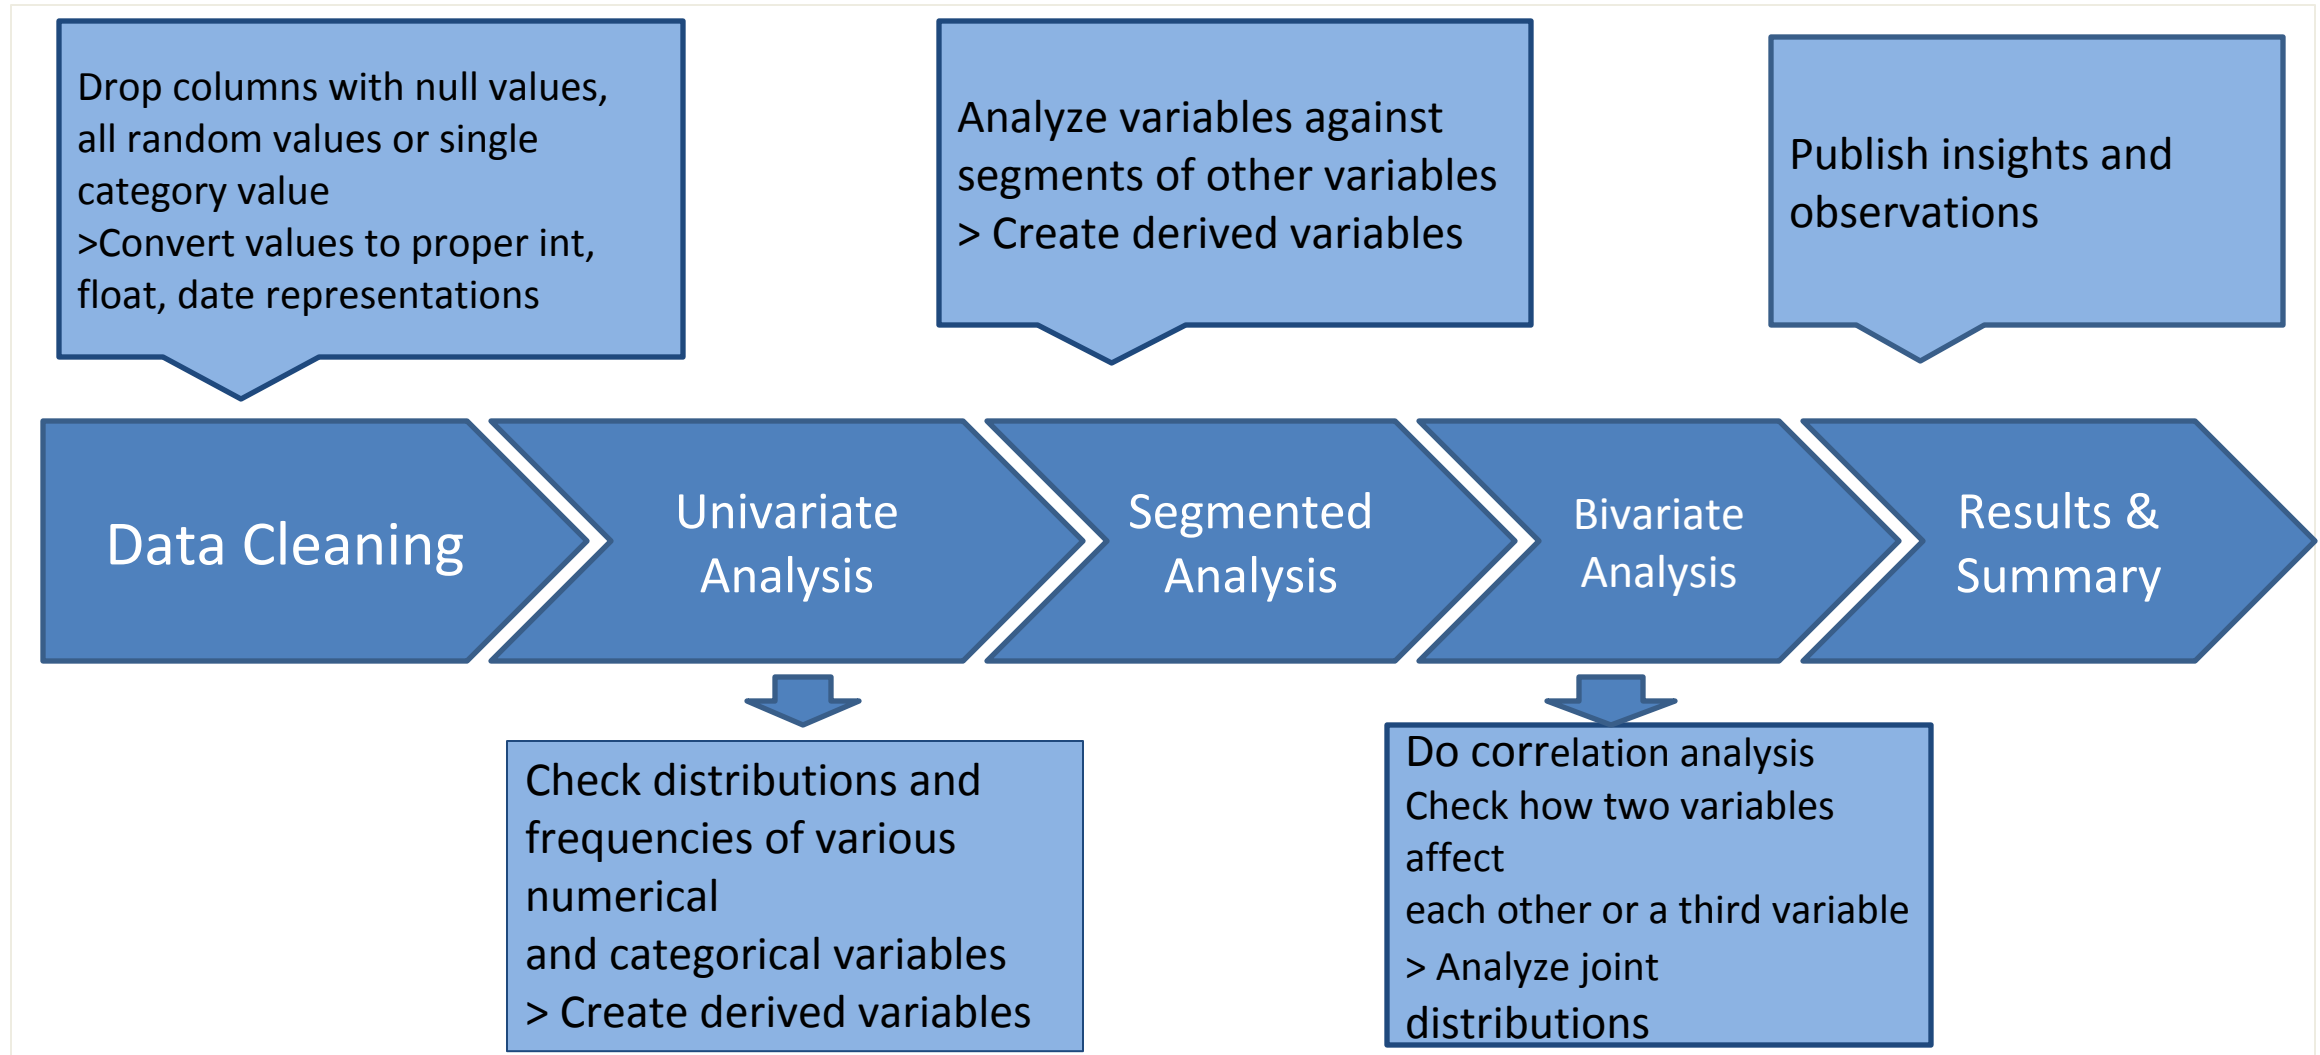 Drop columns with null values,
all random values or single
category value
>Convert values to proper int,
float, date representations
Analyze variables against
segments of other variables
> Create derived variables
Publish insights and
observations
Data Cleaning
Univariate
Analysis
Segmented
Analysis
Bivariate
Analysis
Results &
Summary
Check distributions and
frequencies of various
numerical
and categorical variables
> Create derived variables
Do correlation analysis
Check how two variables
affect
each other or a third variable
> Analyze joint
distributions